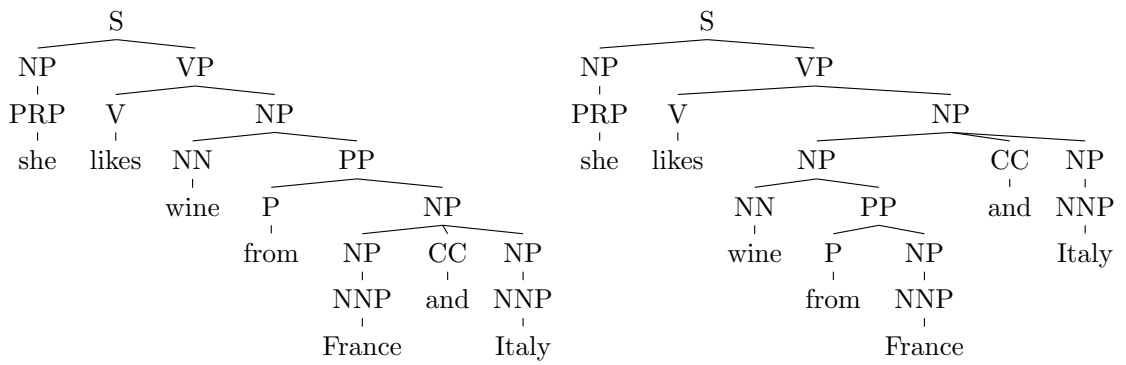 S S
NP VP NP VP
PRP V NP PRP V NP
she likes NN PP she likes NP CC NP
wine P NP NN PP and NNP
from NP CC NP wine P NP Italy
NNP and NNP from NNP
France Italy France